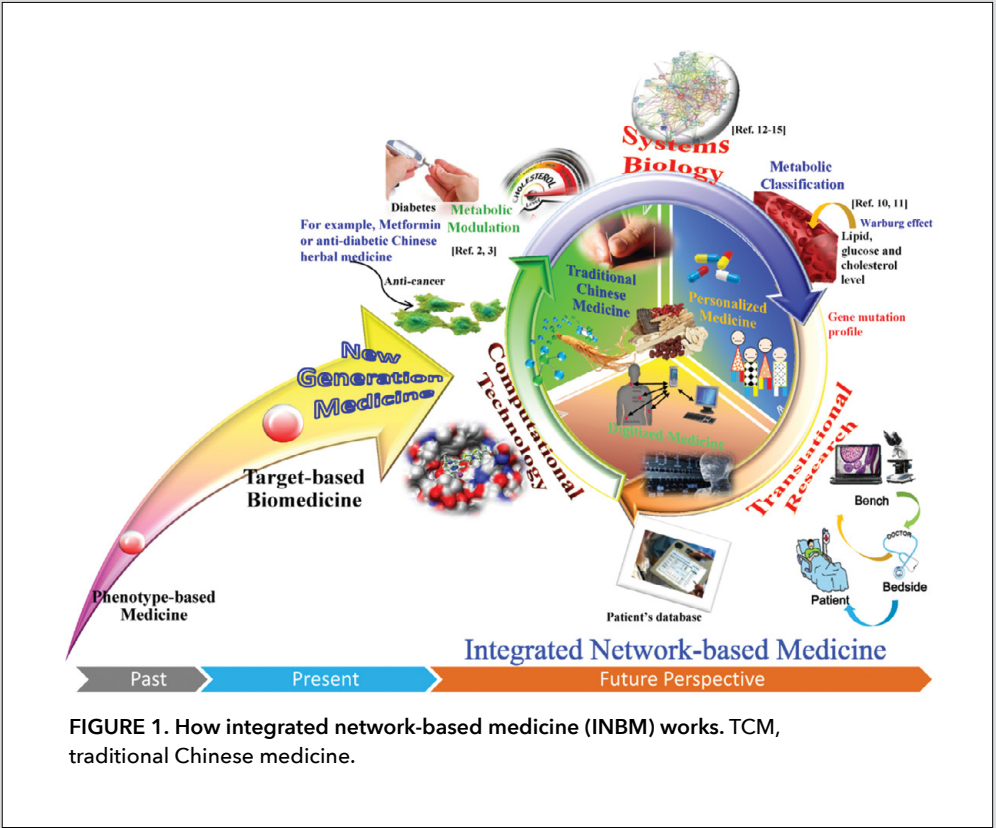 Systems
Biology
[Ref. 12-15]
CHOLESTEROL
Metabolic
Classification
[Ref. 10, 11]
Warburg effect
Lipid,
glucose and
cholesterol
level
Gene mutation
profile
Diabetes
Metabolic
Modulation
[Ref. 2, 3]
For example, Metformin
or anti-diabetic Chinese
herbal medicine
Anti-cancer
Traditional
Chinese
Medicine
Personalized
Medicine
Digitized Medicine
New
Generation
Medicine
Computational
Technology
Translational
Research
Target-based
Biomedicine
Phenotype-based
Medicine
Bench
DOCTOR
Bedside
Patient
Patient's database
Integrated Network-based Medicine
Past
Present
Future Perspective
FIGURE 1. How integrated network-based medicine (INBM) works. TCM,
traditional Chinese medicine.